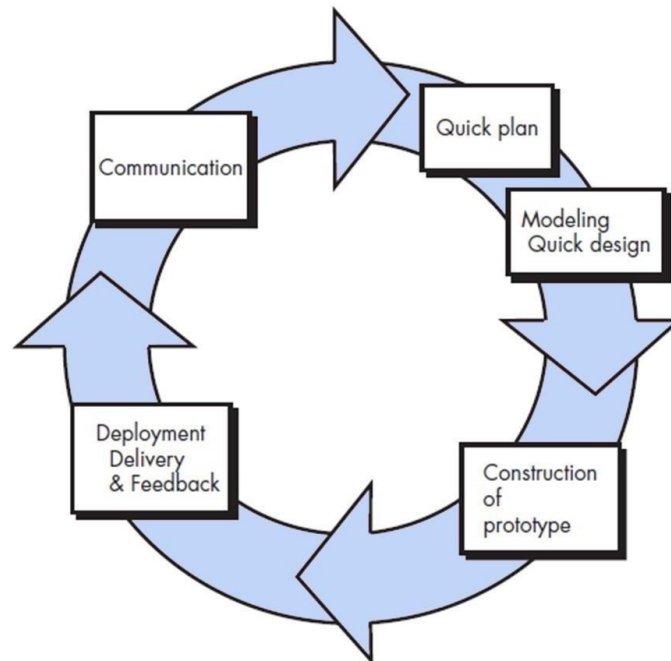 Communication
Quick plan
Modeling
Quick design
Construction
of
prototype
Deployment
Delivery
& Feedback